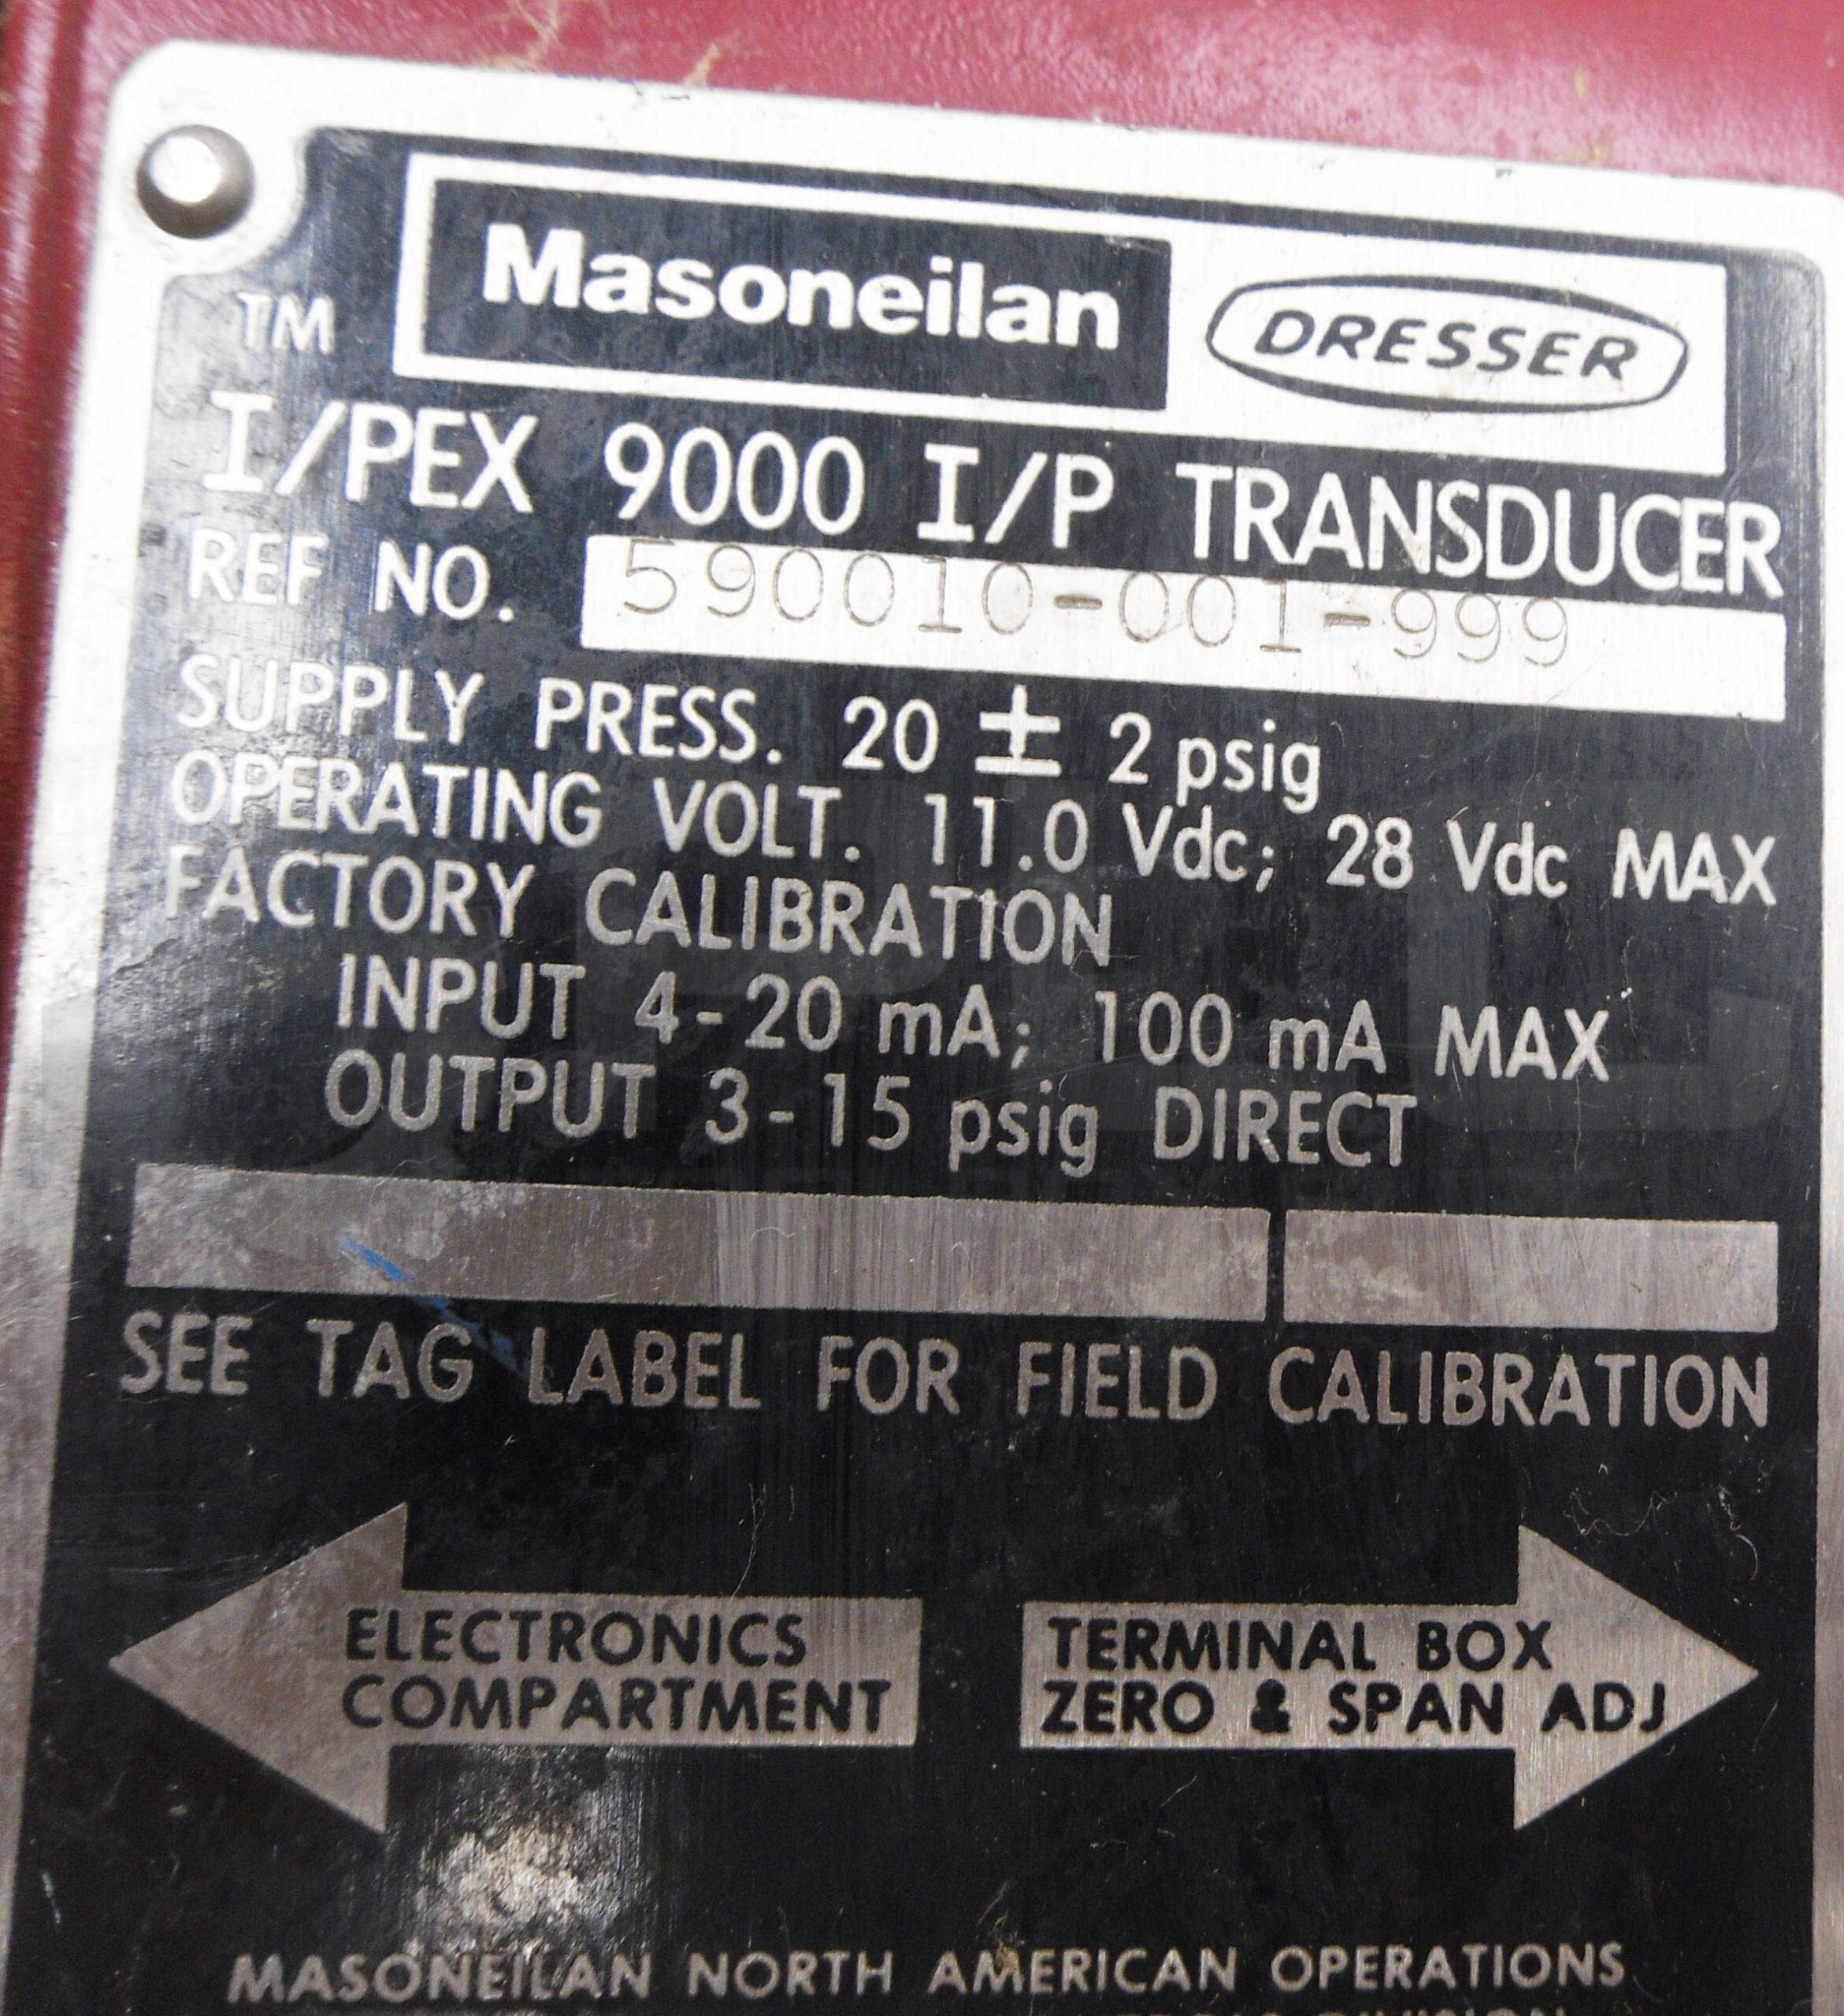 Masoneilan DRESSER
TM
I/PEX 9000 I/P TRANSDUCER
REF NO. 590010-001-999
SUPPLY PRESS. 20 ± 2 psig
OPERATING VOLT. 11.0 Vdc; 28 Vdc MAX
FACTORY CALIBRATION
INPUT 4-20 mA; 100 mA MAX
OUTPUT 3-15 psig DIRECT
SEE TAG LABEL FOR FIELD CALIBRATION
ELECTRONICS
COMPARTMENT
TERMINAL BOX
ZERO & SPAN ADJ
MASONEILAN NORTH AMERICAN OPERATIONS